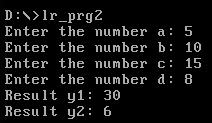 D:\>lr_prg2
Enter the number a: 5
Enter the number b: 10
Enter the number c: 15
Enter the number d: 8
Result y1: 30
Result y2: 6